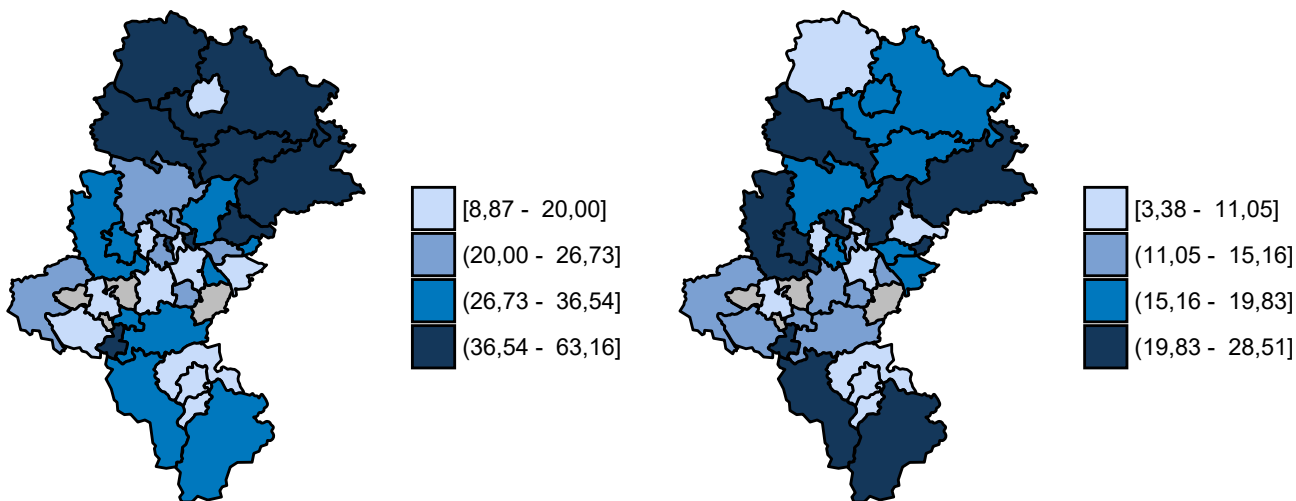 [8,87 - 20,00]
(20,00 - 26,73]
(26,73 - 36,54]
(36,54 - 63,16]
[3,38 - 11,05]
(11,05 - 15,16]
(15,16 - 19,83]
(19,83 - 28,51]